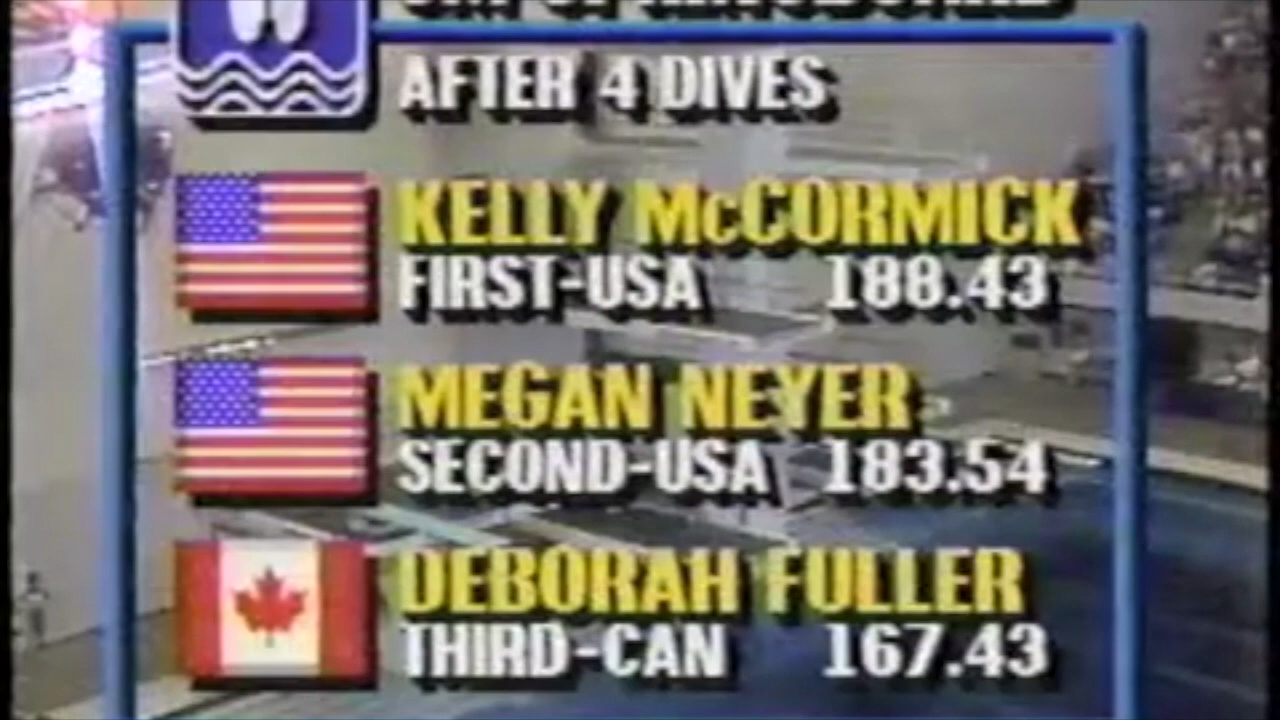 AFTER 4 DIVES
KELLY McCORMICK
FIRST-USA 188.43
MEGAN NEYER
SECOND-USA 183.54
DEBORAH FULLER
THIRD-CAN 167.43